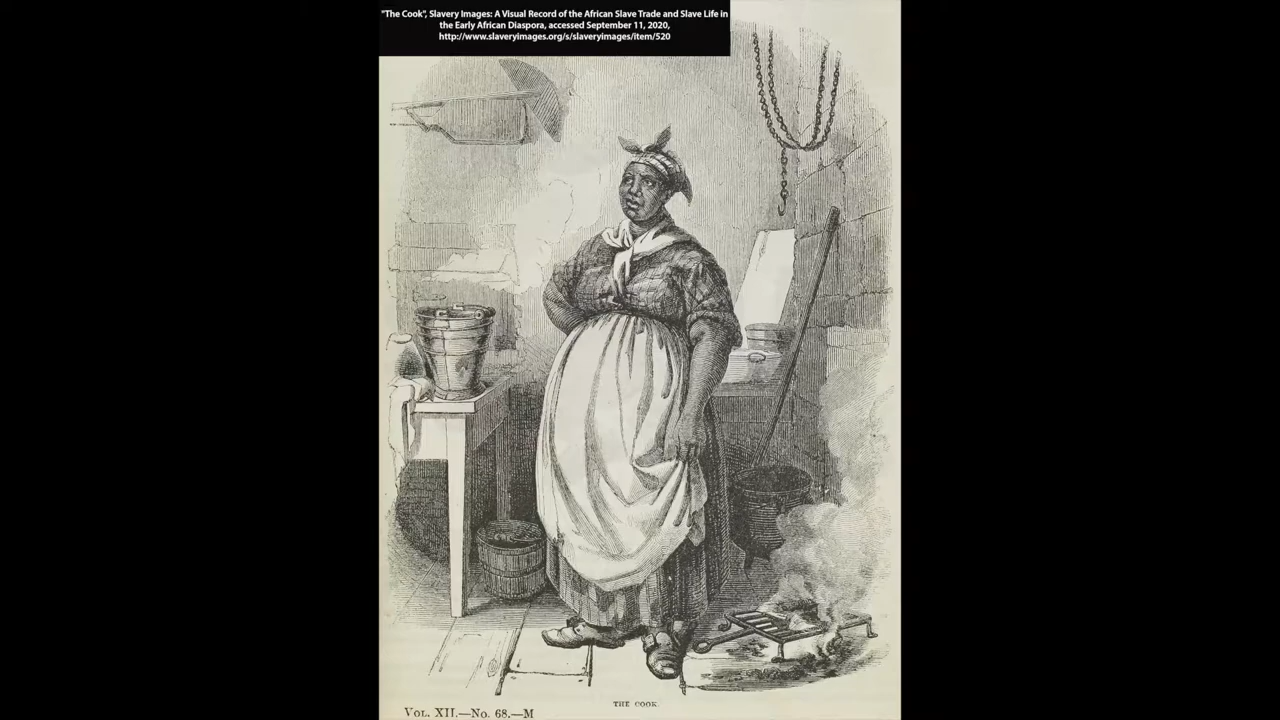 "The Cook", Slavery Images: A Visual Record of the African Slave Trade and Slave Life in
the Early African Diaspora, accessed September 11, 2020,
http://www.slaveryimages.org/s/slaveryimages/item/520
THE COOK.
Vol. XII.—No. 68.—M